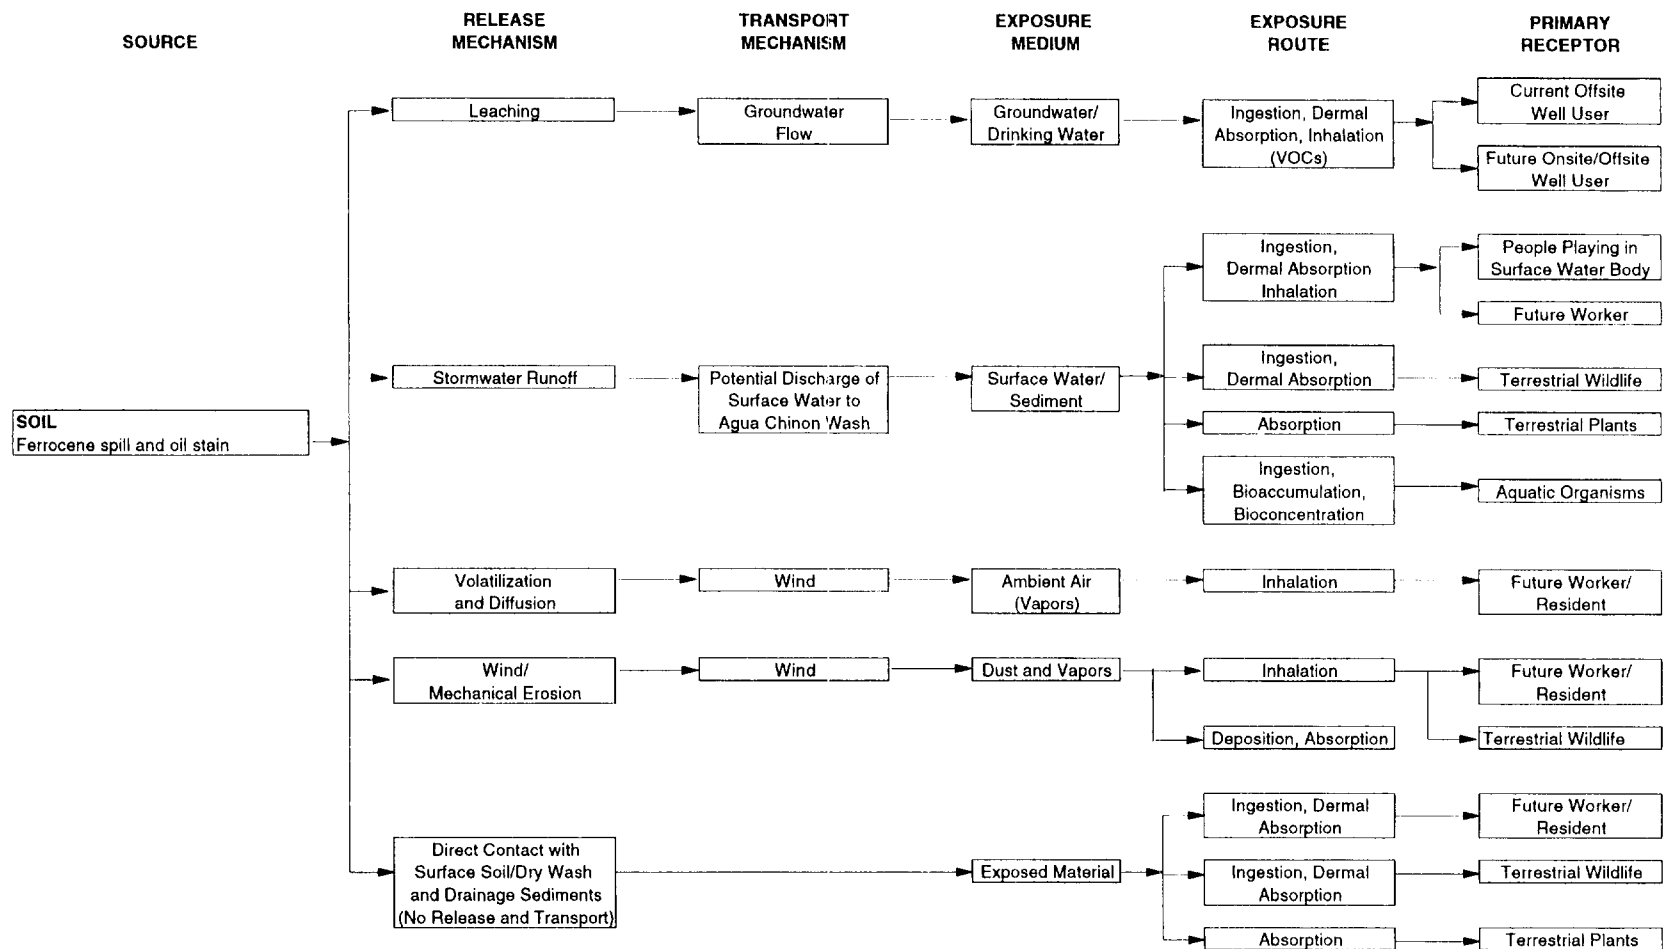 SOURCE
RELEASE
MECHANISM
TRANSPORT
MECHANISM
EXPOSURE
MEDIUM
EXPOSURE
ROUTE
PRIMARY
RECEPTOR
SOIL
Ferrocene spill and oil stain
Leaching
Groundwater
Flow
Groundwater/
Drinking Water
Ingestion, Dermal
Absorption, Inhalation
(VOCs)
Current Offsite
Well User
Future Onsite/Offsite
Well User
Stormwater Runoff
Potential Discharge of
Surface Water to
Agua Chinon Wash
Surface Water/
Sediment
Ingestion,
Dermal Absorption
Inhalation
People Playing in
Surface Water Body
Future Worker
Ingestion,
Dermal Absorption
Terrestrial Wildlife
Absorption
Terrestrial Plants
Ingestion,
Bioaccumulation,
Bioconcentration
Aquatic Organisms
Volatilization
and Diffusion
Wind
Ambient Air
(Vapors)
Inhalation
Future Worker/
Resident
Wind/
Mechanical Erosion
Wind
Dust and Vapors
Inhalation
Future Worker/
Resident
Deposition, Absorption
Terrestrial Wildlife
Direct Contact with
Surface Soil/Dry Wash
and Drainage Sediments
(No Release and Transport)
Exposed Material
Ingestion, Dermal
Absorption
Future Worker/
Resident
Ingestion, Dermal
Absorption
Terrestrial Wildlife
Absorption
Terrestrial Plants